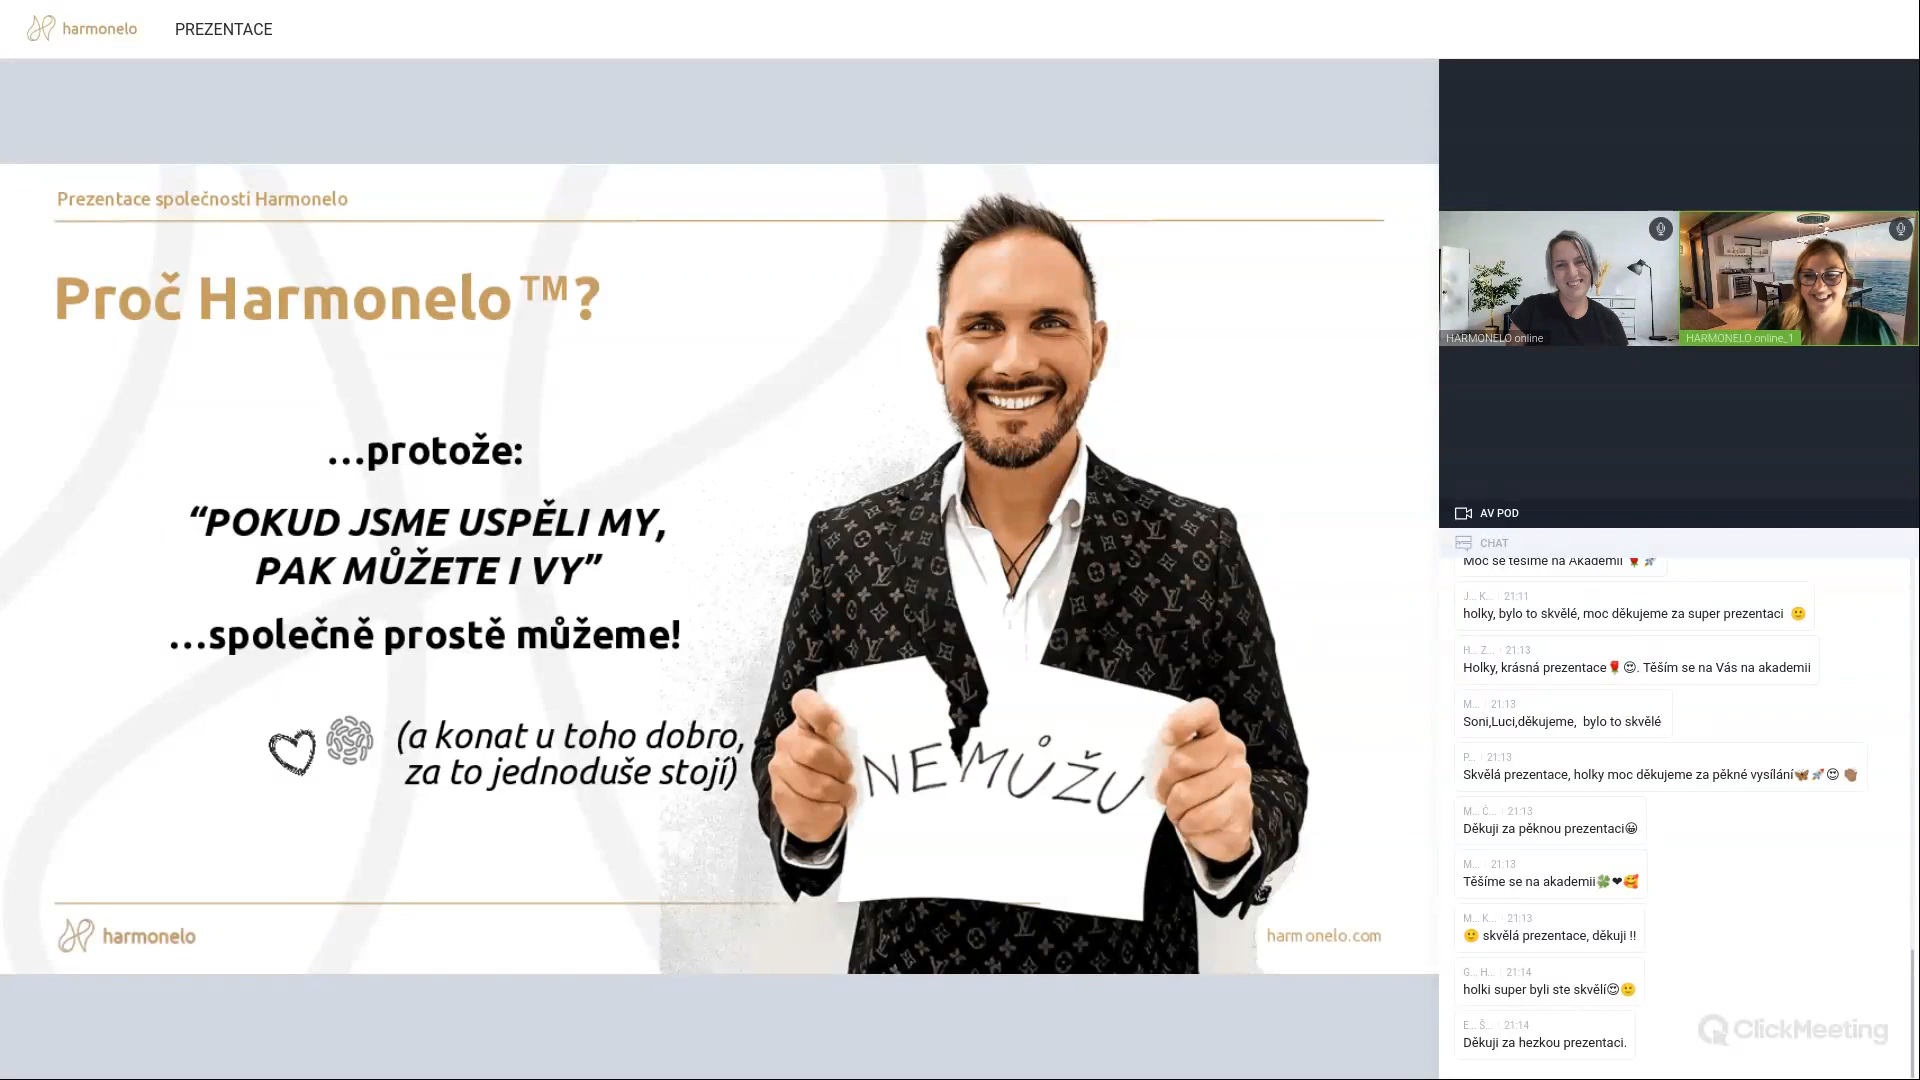 harmonelo
PREZENTACE
Prezentace společnosti Harmonelo
Proč Harmonelo™?
...protože:
“POKUD JSME USPĚLI MY,
PAK MŮŽETE I VY”
...společně prostě můžeme!
(a konat u toho dobro,
za to jednoduše stojí)
NEMŮŽU
harmonelo
harmonelo.com
HARMONELO online
HARMONELO online_1
AV POD
CHAT
Moc se těšíme na Akademii 🌹🚀
J... K... 21:11
holky, bylo to skvělé, moc děkujeme za super prezentaci 🙂
H... Z... 21:13
Holky, krásná prezentace🌹😍. Těším se na Vás na akademii
M... 21:13
Soni,Luci,děkujeme, bylo to skvělé
P... 21:13
Skvělá prezentace, holky moc děkujeme za pěkné vysílání🦋🚀😍👏🏽
M... Č... 21:13
Děkuji za pěknou prezentaci😀
M... 21:13
Těšíme se na akademii🍀❤🥰
M... K... 21:13
🙂 skvělá prezentace, děkuji !!
G... H... 21:14
holki super byli ste skvělí😍🙂
E... Š... 21:14
Děkuji za hezkou prezentaci.
ClickMeeting